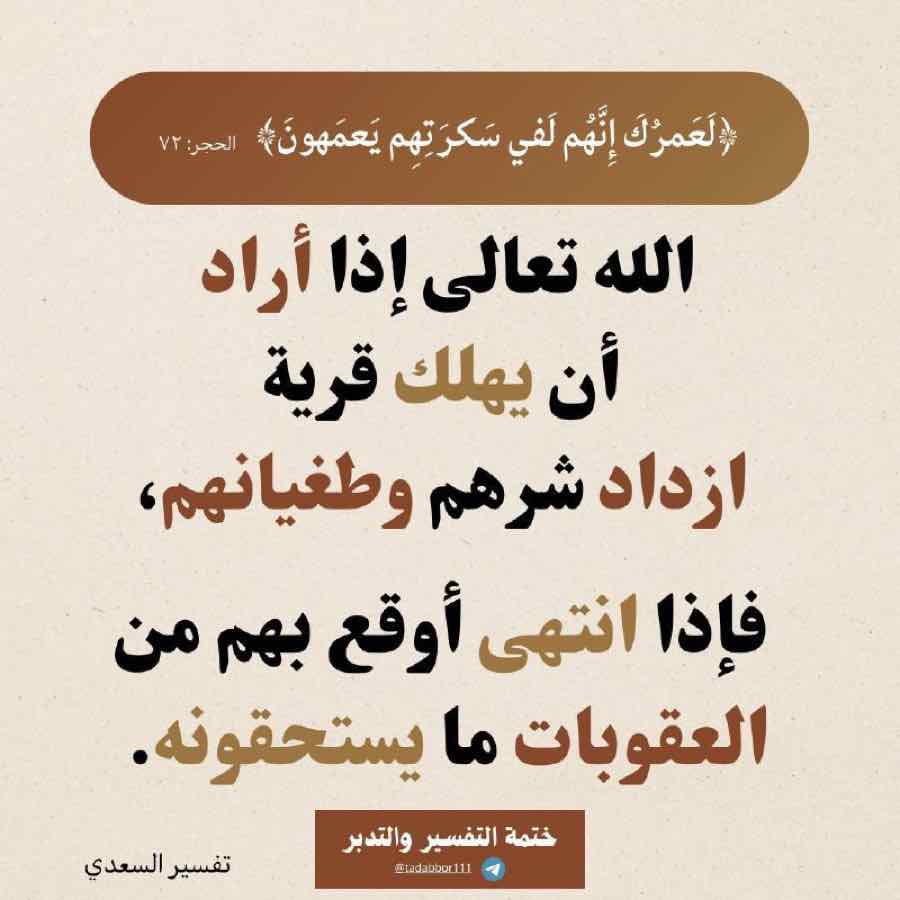 ﴿لَعَمرُكَ إِنَّهُم لَفي سَكرَتِهِم يَعمَهونَ﴾ الحجر: ٧٢
الله تعالى إذا أراد
أن يهلك قرية
ازداد شرهم وطغيانهم،
فإذا انتهى أوقع بهم من
العقوبات ما يستحقونه.
ختمة التفسير والتدبر
@tadabbor111
تفسير السعدي